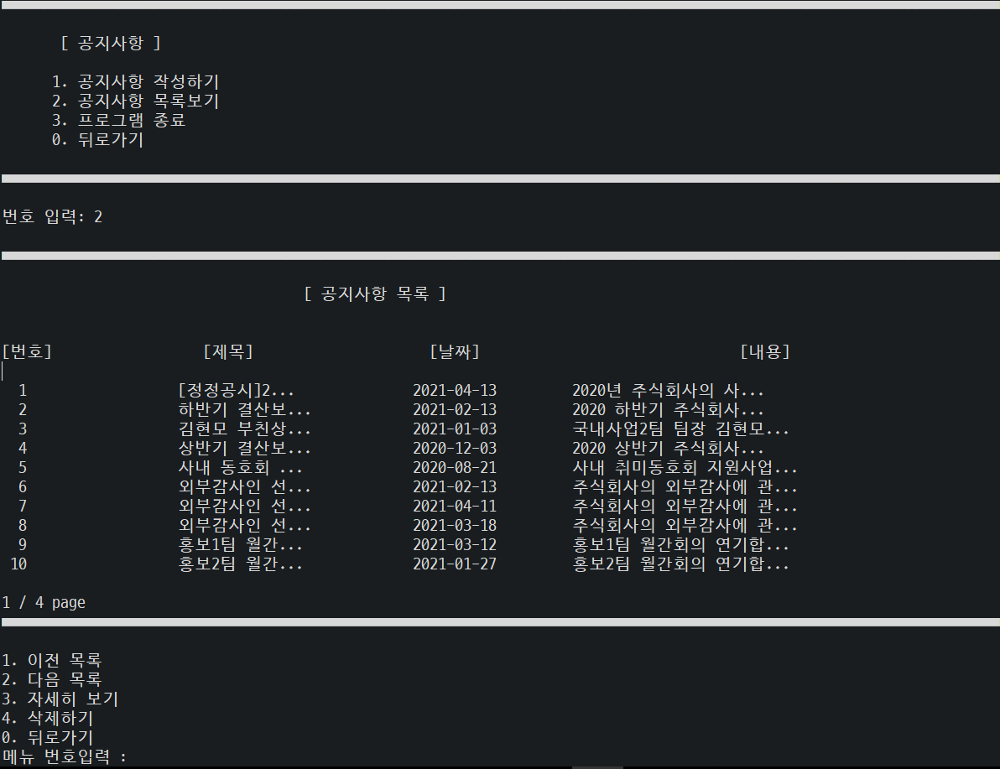 [ 공지사항 ]
1. 공지사항 작성하기
2. 공지사항 목록보기
3. 프로그램 종료
0. 뒤로가기
번호 입력: 2
[ 공지사항 목록 ]
[번호] [제목] [날짜] [내용]
1 [정정공시]2... 2021-04-13 2020년 주식회사의 사...
2 하반기 결산보... 2021-02-13 2020 하반기 주식회사...
3 김현모 부친상... 2021-01-03 국내사업2팀 팀장 김현모...
4 상반기 결산보... 2020-12-03 2020 상반기 주식회사...
5 사내 동호회 ... 2020-08-21 사내 취미동호회 지원사업...
6 외부감사인 선... 2021-02-13 주식회사의 외부감사에 관...
7 외부감사인 선... 2021-04-11 주식회사의 외부감사에 관...
8 외부감사인 선... 2021-03-18 주식회사의 외부감사에 관...
9 홍보1팀 월간... 2021-03-12 홍보1팀 월간회의 연기합...
10 홍보2팀 월간... 2021-01-27 홍보2팀 월간회의 연기합...
1 / 4 page
1. 이전 목록
2. 다음 목록
3. 자세히 보기
4. 삭제하기
0. 뒤로가기
메뉴 번호입력 :